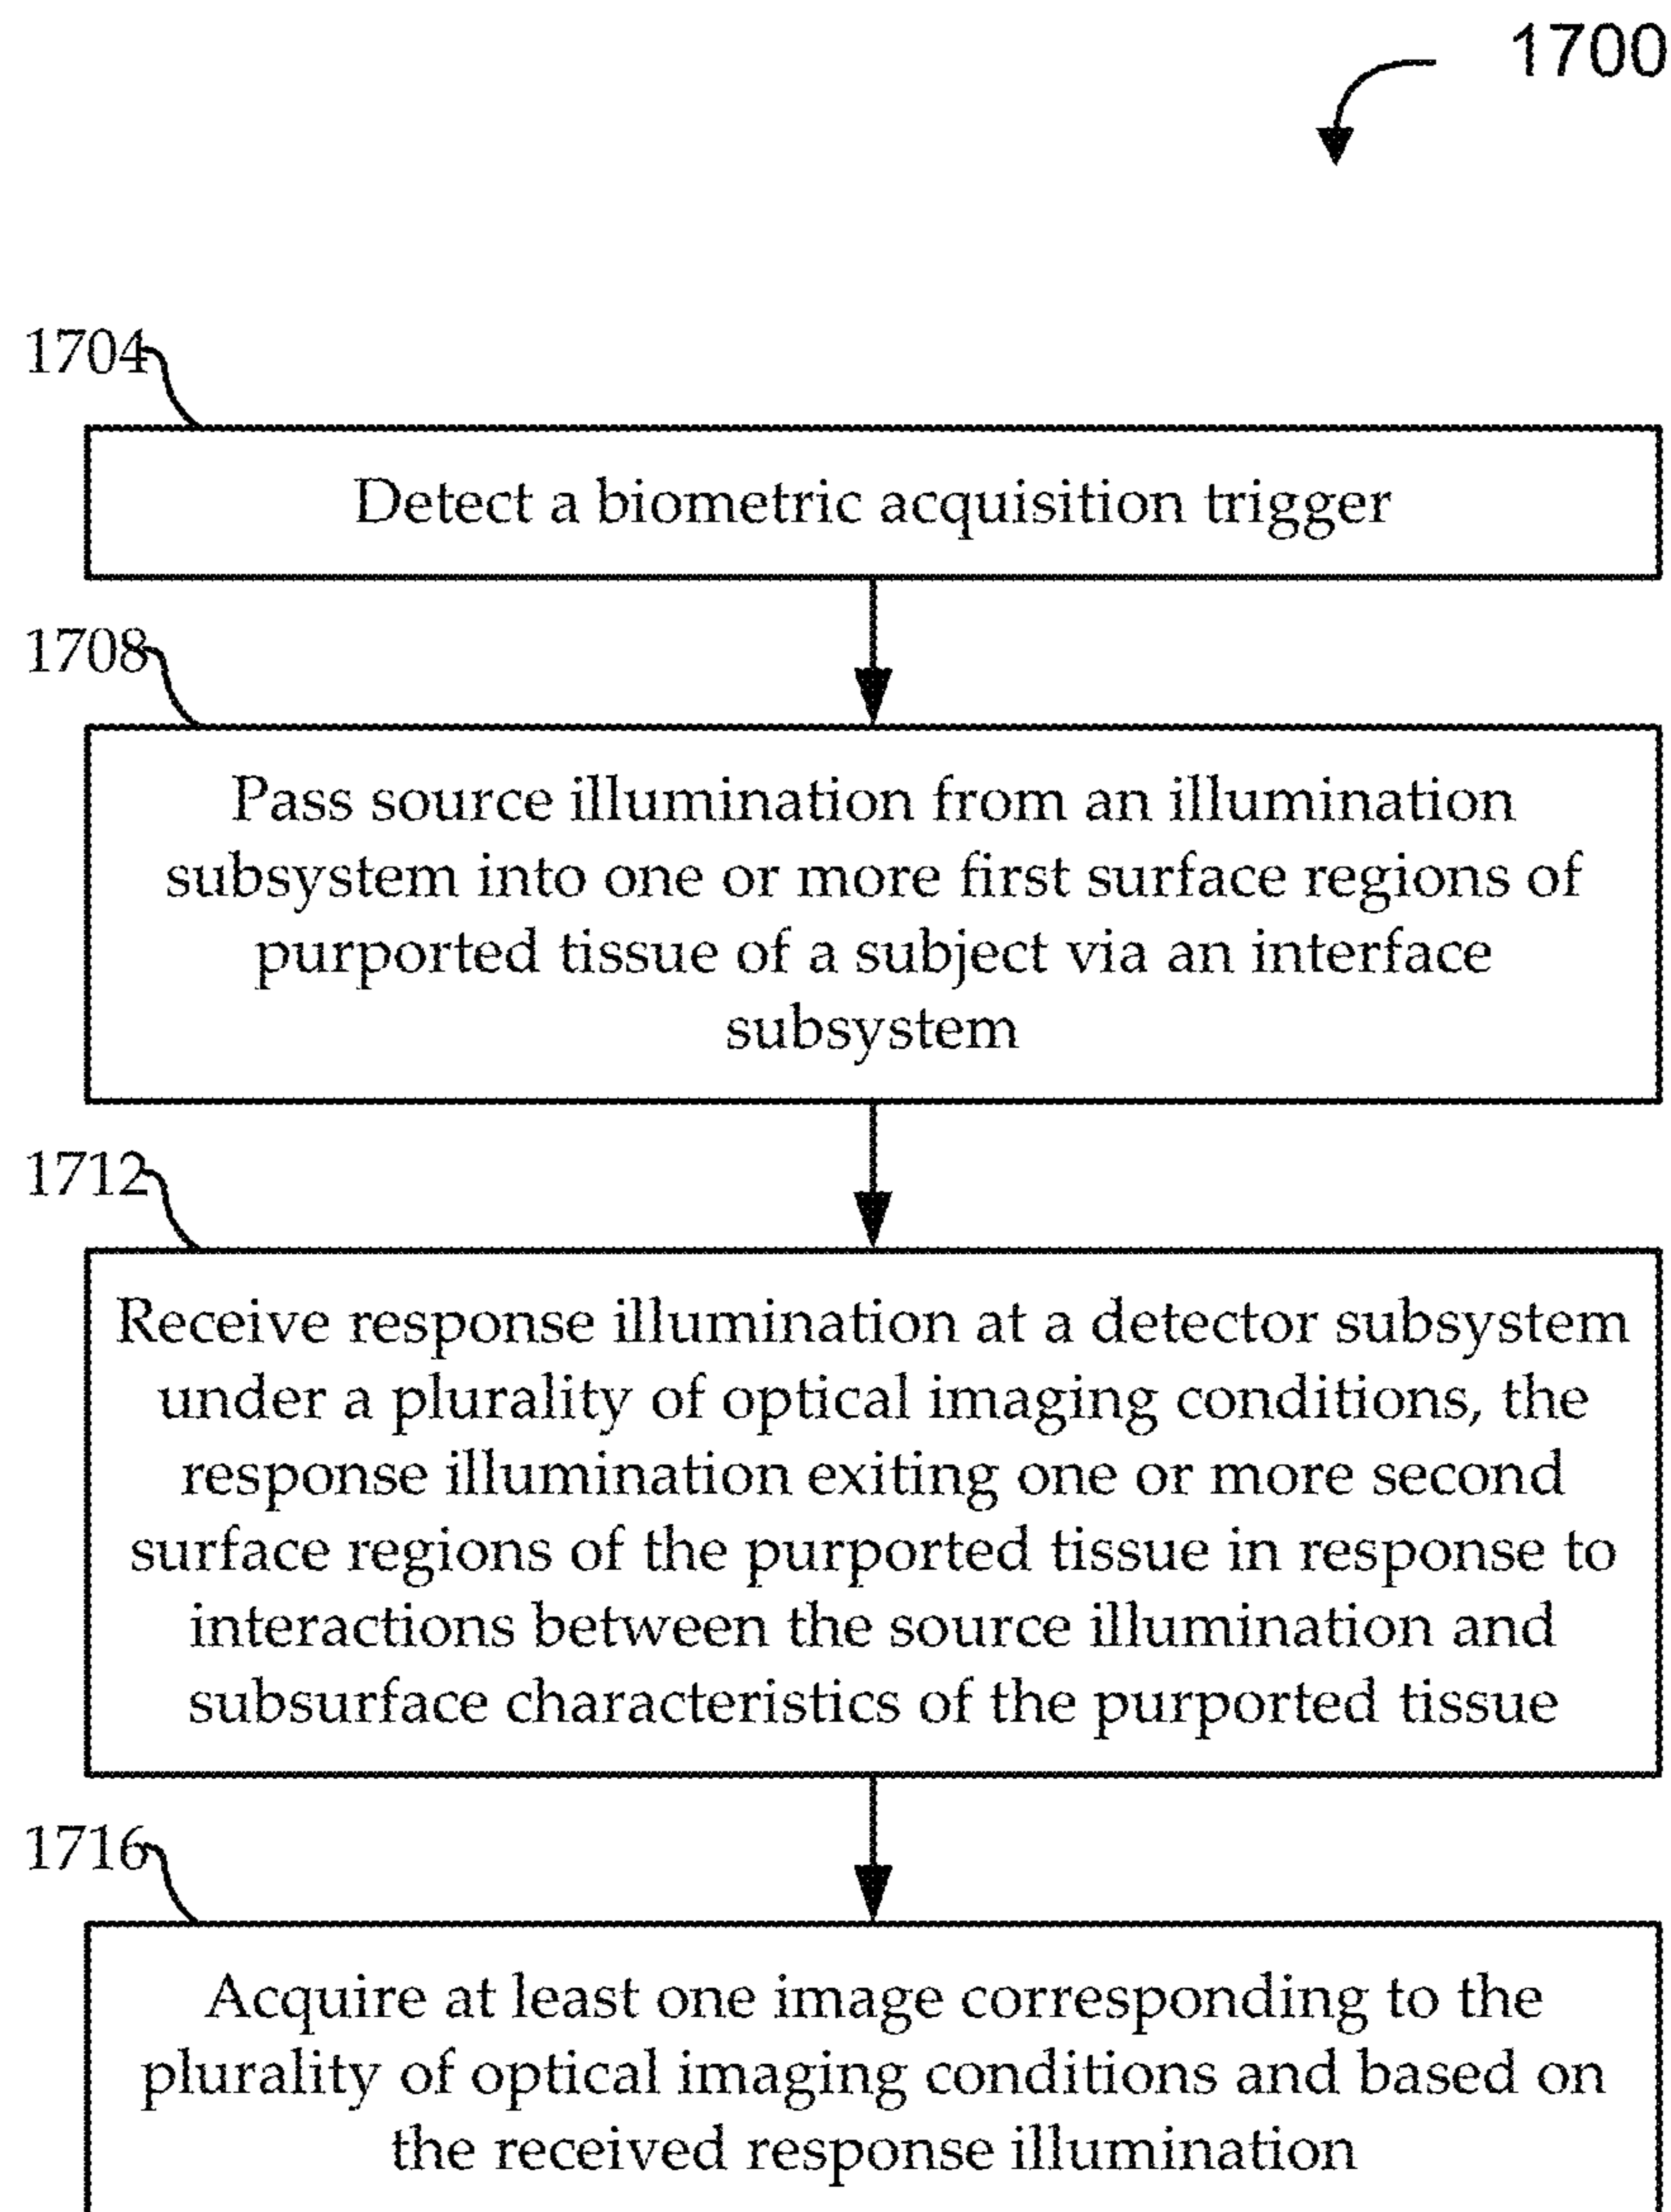 1700
1704
Detect a biometric acquisition trigger
1708
Pass source illumination from an illumination
subsystem into one or more first surface regions of
purported tissue of a subject via an interface
subsystem
1712
Receive response illumination at a detector subsystem
under a plurality of optical imaging conditions, the
response illumination exiting one or more second
surface regions of the purported tissue in response to
interactions between the source illumination and
subsurface characteristics of the purported tissue
1716
Acquire at least one image corresponding to the
plurality of optical imaging conditions and based on
the received response illumination